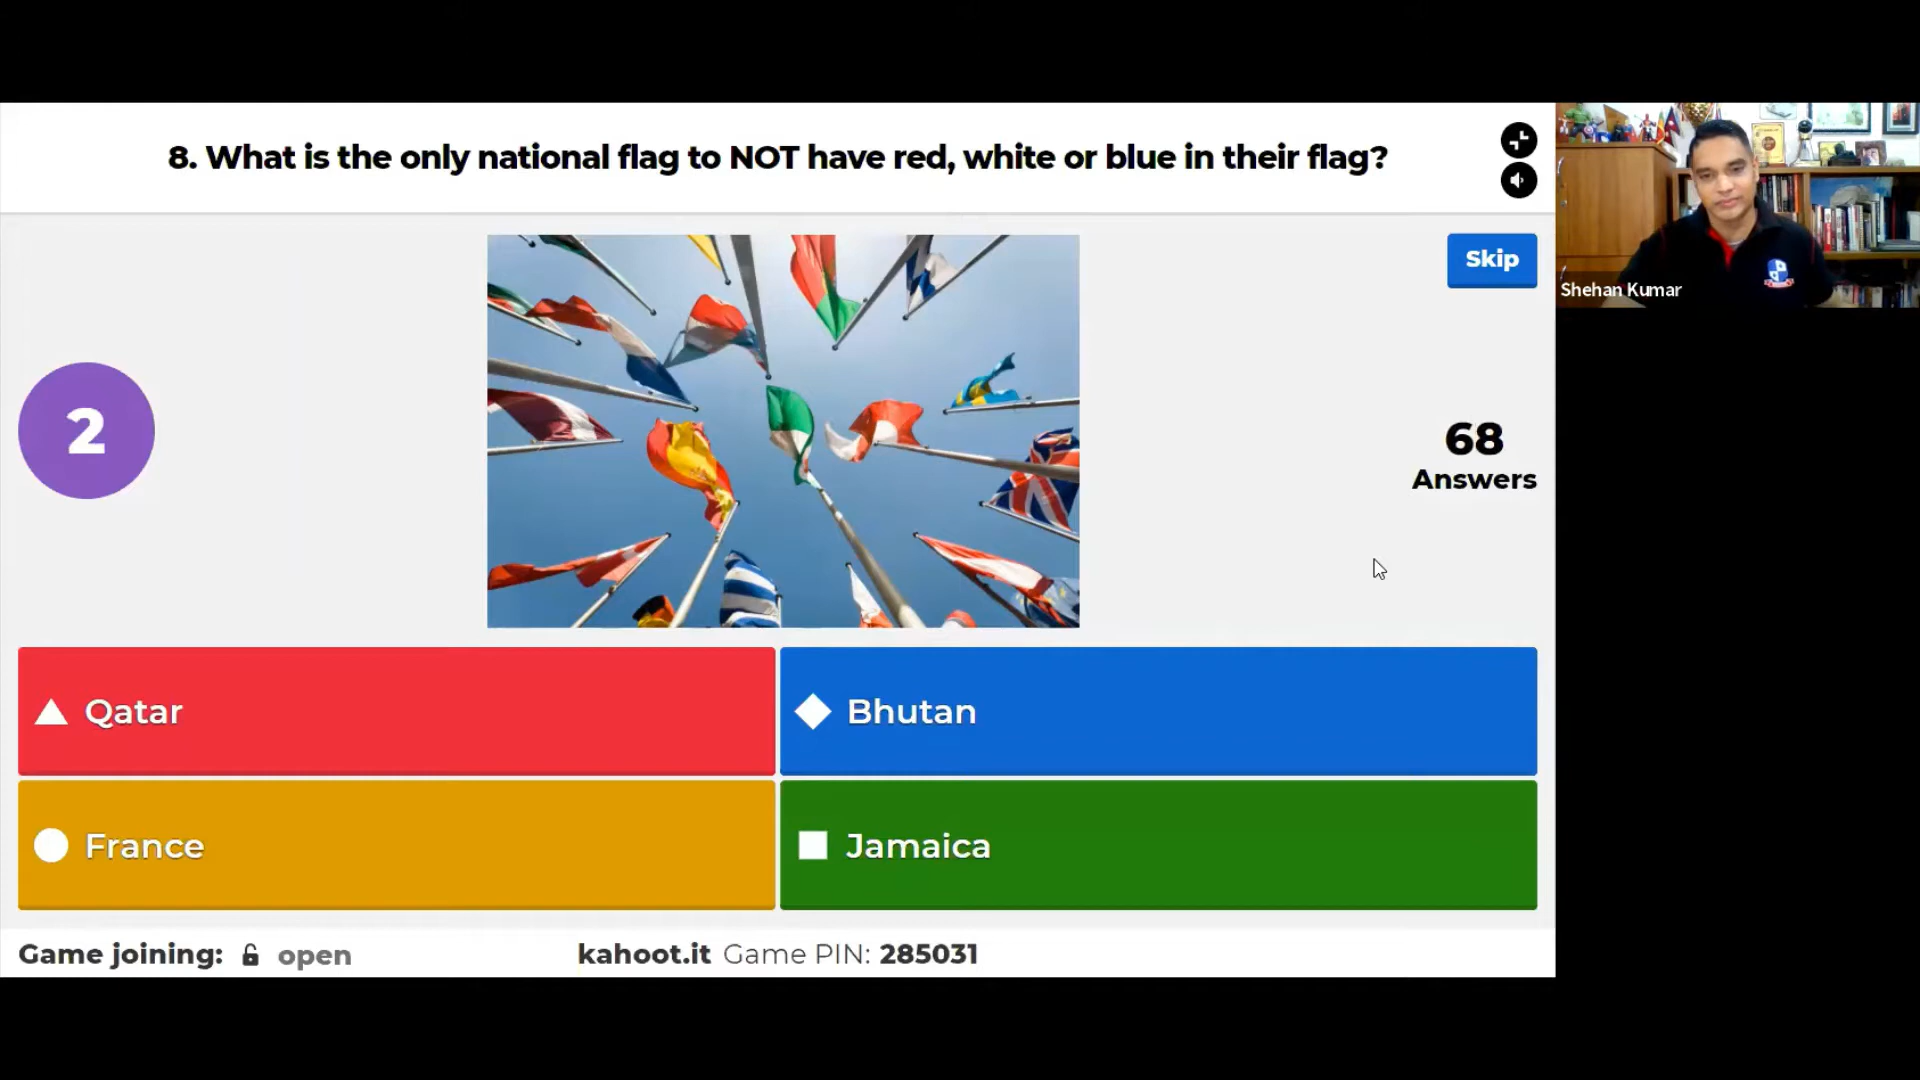 8. What is the only national flag to NOT have red, white or blue in their flag?
Skip
Shehan Kumar
2
68
Answers
Qatar
Bhutan
France
Jamaica
Game joining: open
kahoot.it Game PIN: 285031